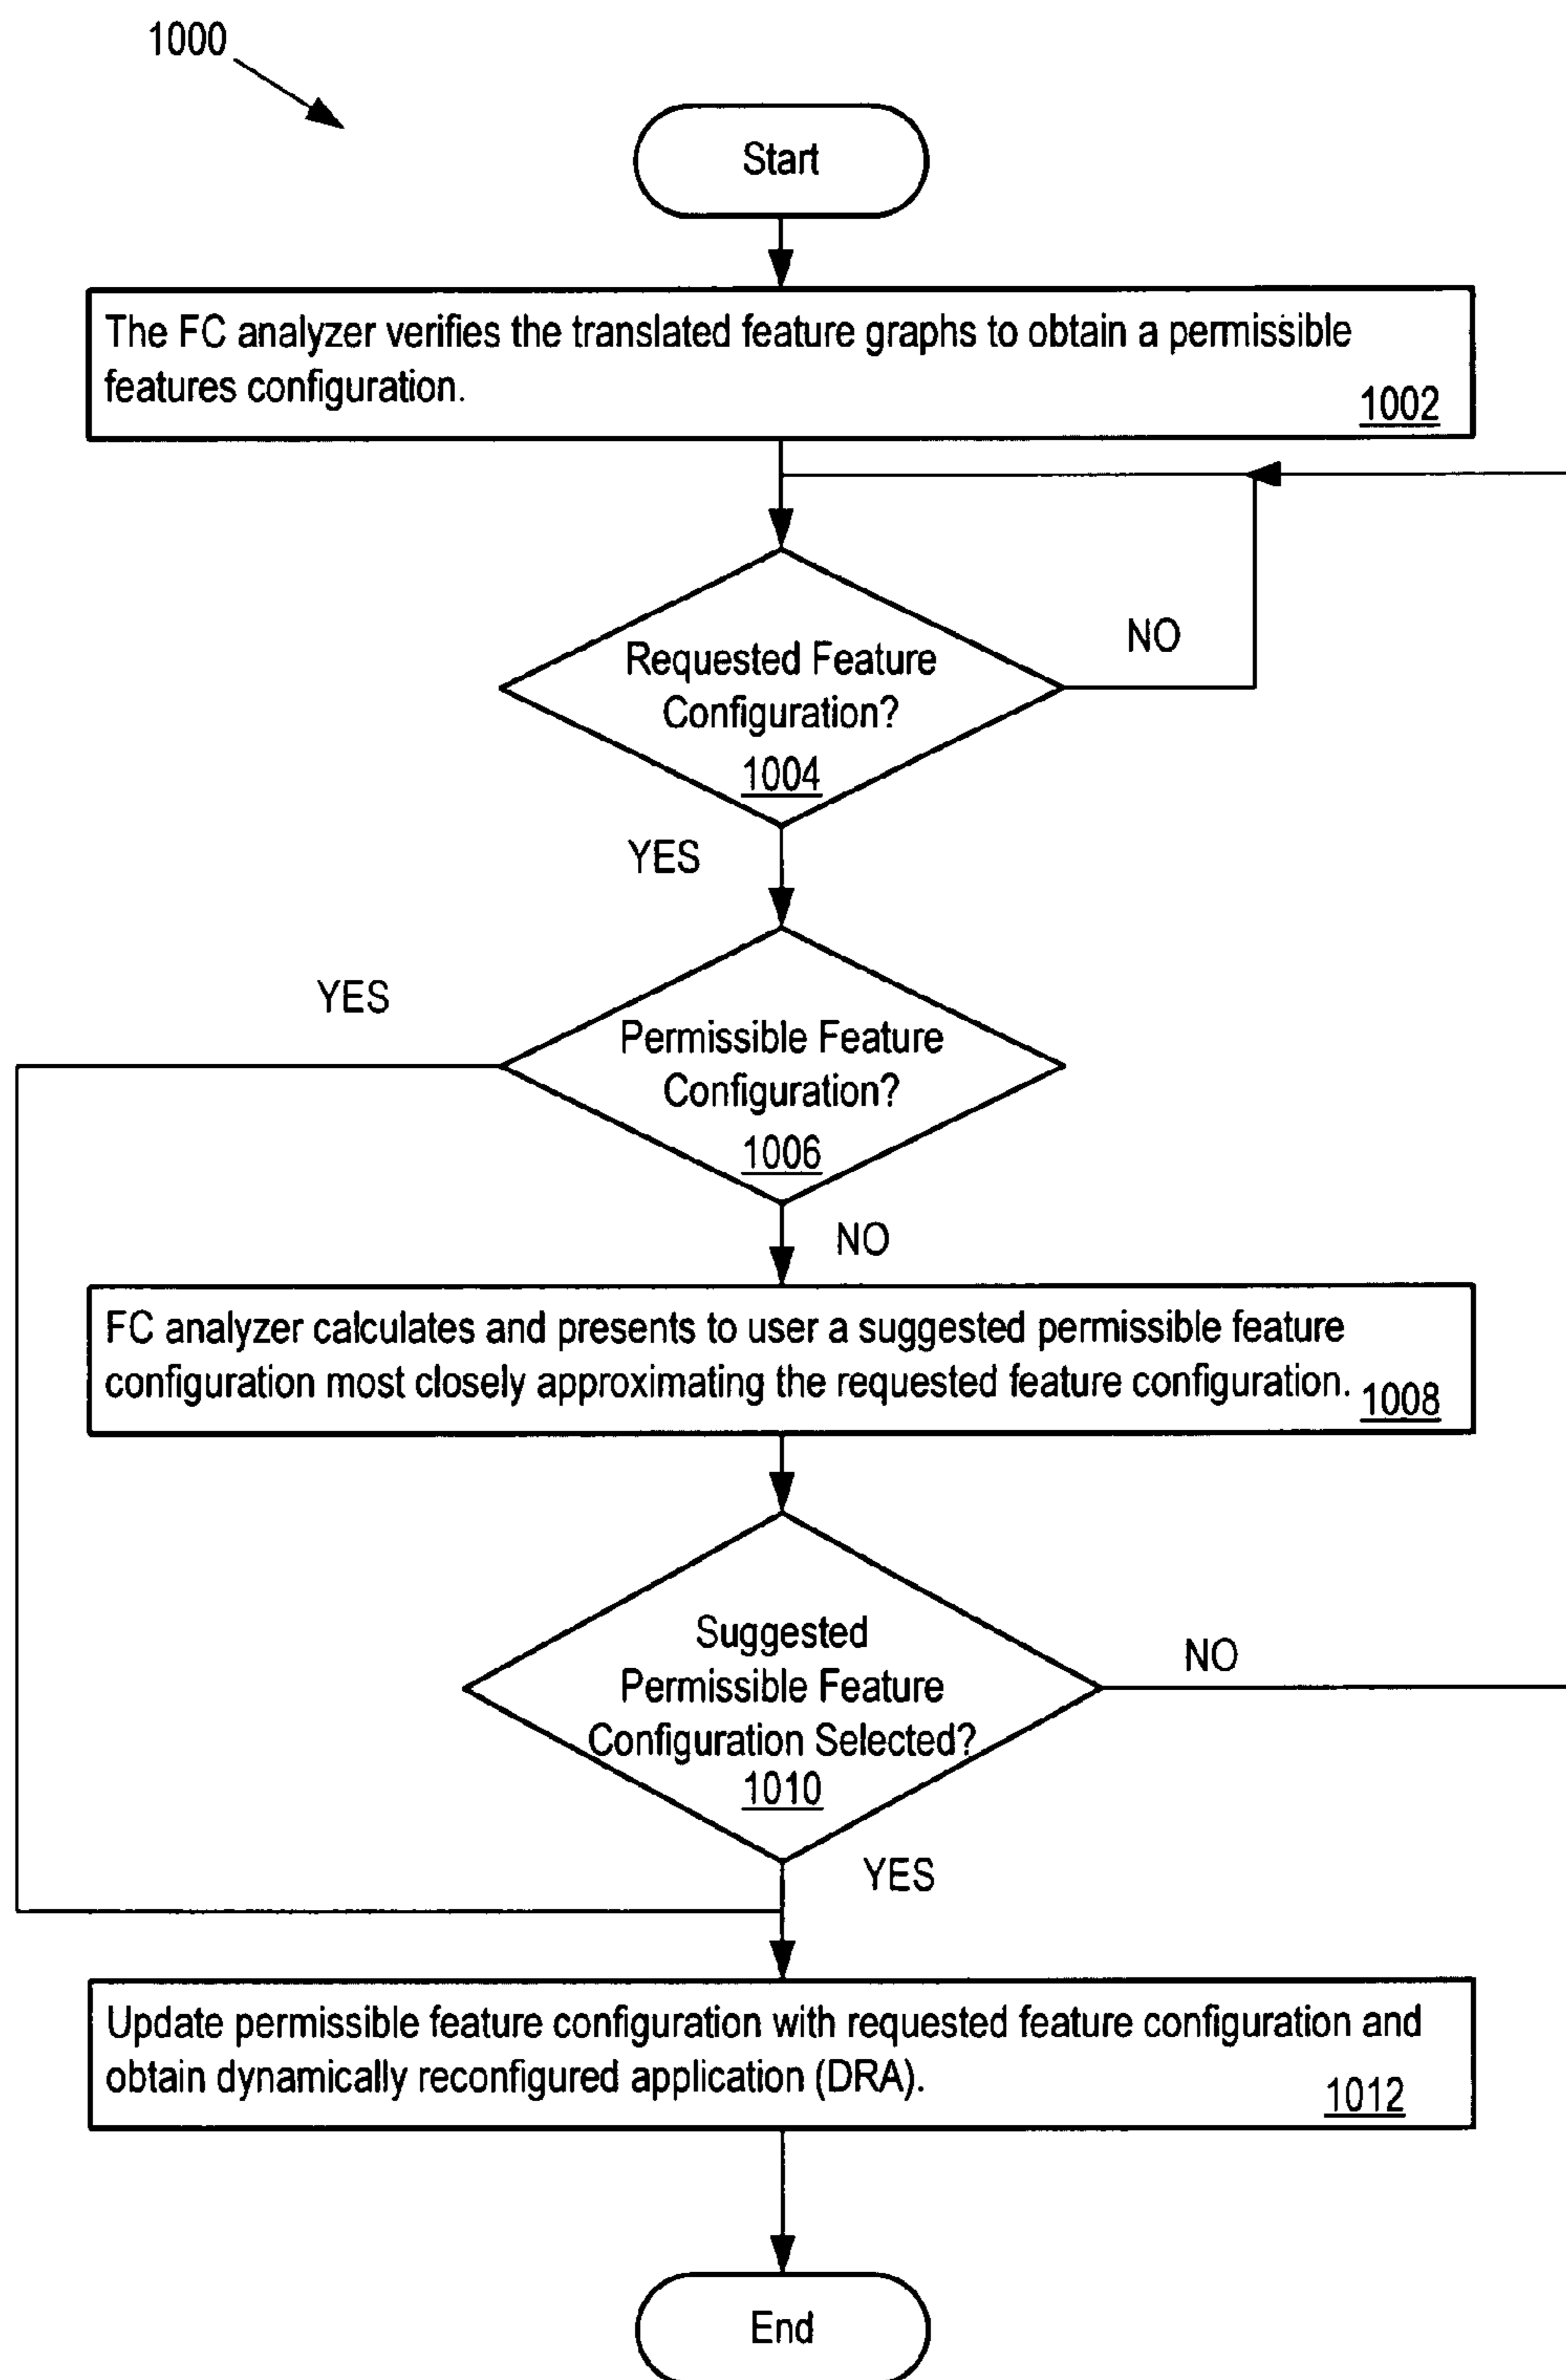 1000
Start
The FC analyzer verifies the translated feature graphs to obtain a permissible
features configuration.
1002
Requested Feature
Configuration?
1004
NO
YES
Permissible Feature
Configuration?
1006
YES
NO
FC analyzer calculates and presents to user a suggested permissible feature
configuration most closely approximating the requested feature configuration.
1008
Suggested
Permissible Feature
Configuration Selected?
1010
NO
YES
Update permissible feature configuration with requested feature configuration and
obtain dynamically reconfigured application (DRA).
1012
End